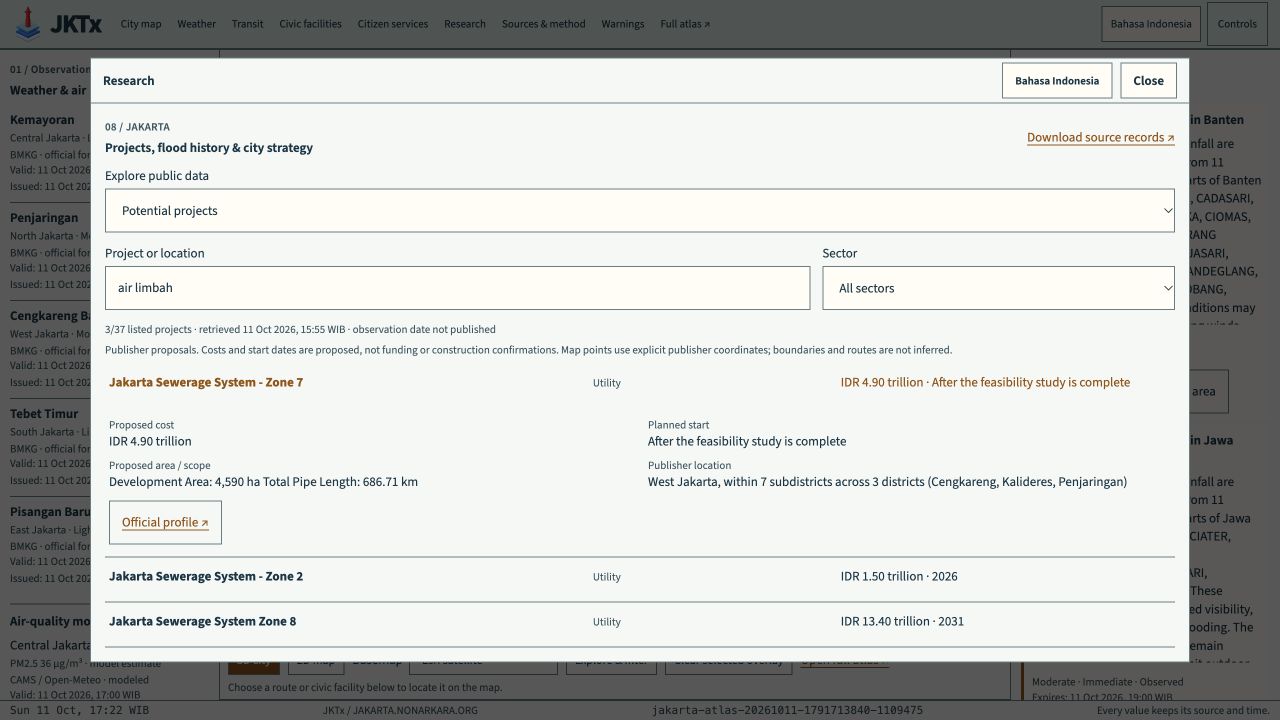 JKTx
City map
Weather
Transit
Civic facilities
Citizen services
Research
Sources & method
Warnings
Full atlas ↗
Bahasa Indonesia
Controls
01 / Observation
Weather & air
Kemayoran
Central Jakarta ·
BMKG · official for
Valid: 11 Oct 2026
Issued: 11 Oct 202
Penjaringan
North Jakarta ·
BMKG · official for
Valid: 11 Oct 2026
Issued: 11 Oct 202
Cengkareng
West Jakarta ·
BMKG · official for
Valid: 11 Oct 2026
Issued: 11 Oct 202
Tebet Timur
South Jakarta ·
BMKG · official for
Valid: 11 Oct 2026
Issued: 11 Oct 202
Pisangan Baru
East Jakarta ·
BMKG · official for
Valid: 11 Oct 2026
Issued: 11 Oct 202
Air-quality mo
Central Jakarta
PM2.5 36 µg/m³ · model estimate
CAMS / Open-Meteo · modeled
Valid: 11 Oct 2026, 17:00 WIB
Research
Bahasa Indonesia
Close
08 / JAKARTA
Projects, flood history & city strategy
Download source records ↗
Explore public data
Potential projects
Project or location
Sector
air limbah
All sectors
3/37 listed projects · retrieved 11 Oct 2026, 15:55 WIB · observation date not published
Publisher proposals. Costs and start dates are proposed, not funding or construction confirmations. Map points use explicit publisher coordinates; boundaries and routes are not inferred.
Jakarta Sewerage System - Zone 7
Utility
IDR 4.90 trillion · After the feasibility study is complete
Proposed cost
IDR 4.90 trillion
Planned start
After the feasibility study is complete
Proposed area / scope
Development Area: 4,590 ha Total Pipe Length: 686.71 km
Publisher location
West Jakarta, within 7 subdistricts across 3 districts (Cengkareng, Kalideres, Penjaringan)
Official profile ↗
Jakarta Sewerage System - Zone 2
Utility
IDR 1.50 trillion · 2026
Jakarta Sewerage System Zone 8
Utility
IDR 13.40 trillion · 2031
in Banten
nfall are
om 11
arts of Banten
, CADASARI,
KA, CIOMAS,
RANG
JASARI,
ANDEGLANG,
OBANG,
nditions may
area
in Jawa
nfall are
om 11
arts of Jawa
CIATER,
ARI,
These
ed visibility,
ooding. The
emain
Choose a route or civic facility below to locate it on the map.
Moderate · Immediate · Observed
Expires: 11 Oct 2026, 19:00 WIB
Sun 11 Oct, 17:22 WIB
JKTx / JAKARTA.NONARKARA.ORG
jakarta-atlas-20261011-1791713840-1109475
Every value keeps its source and time.